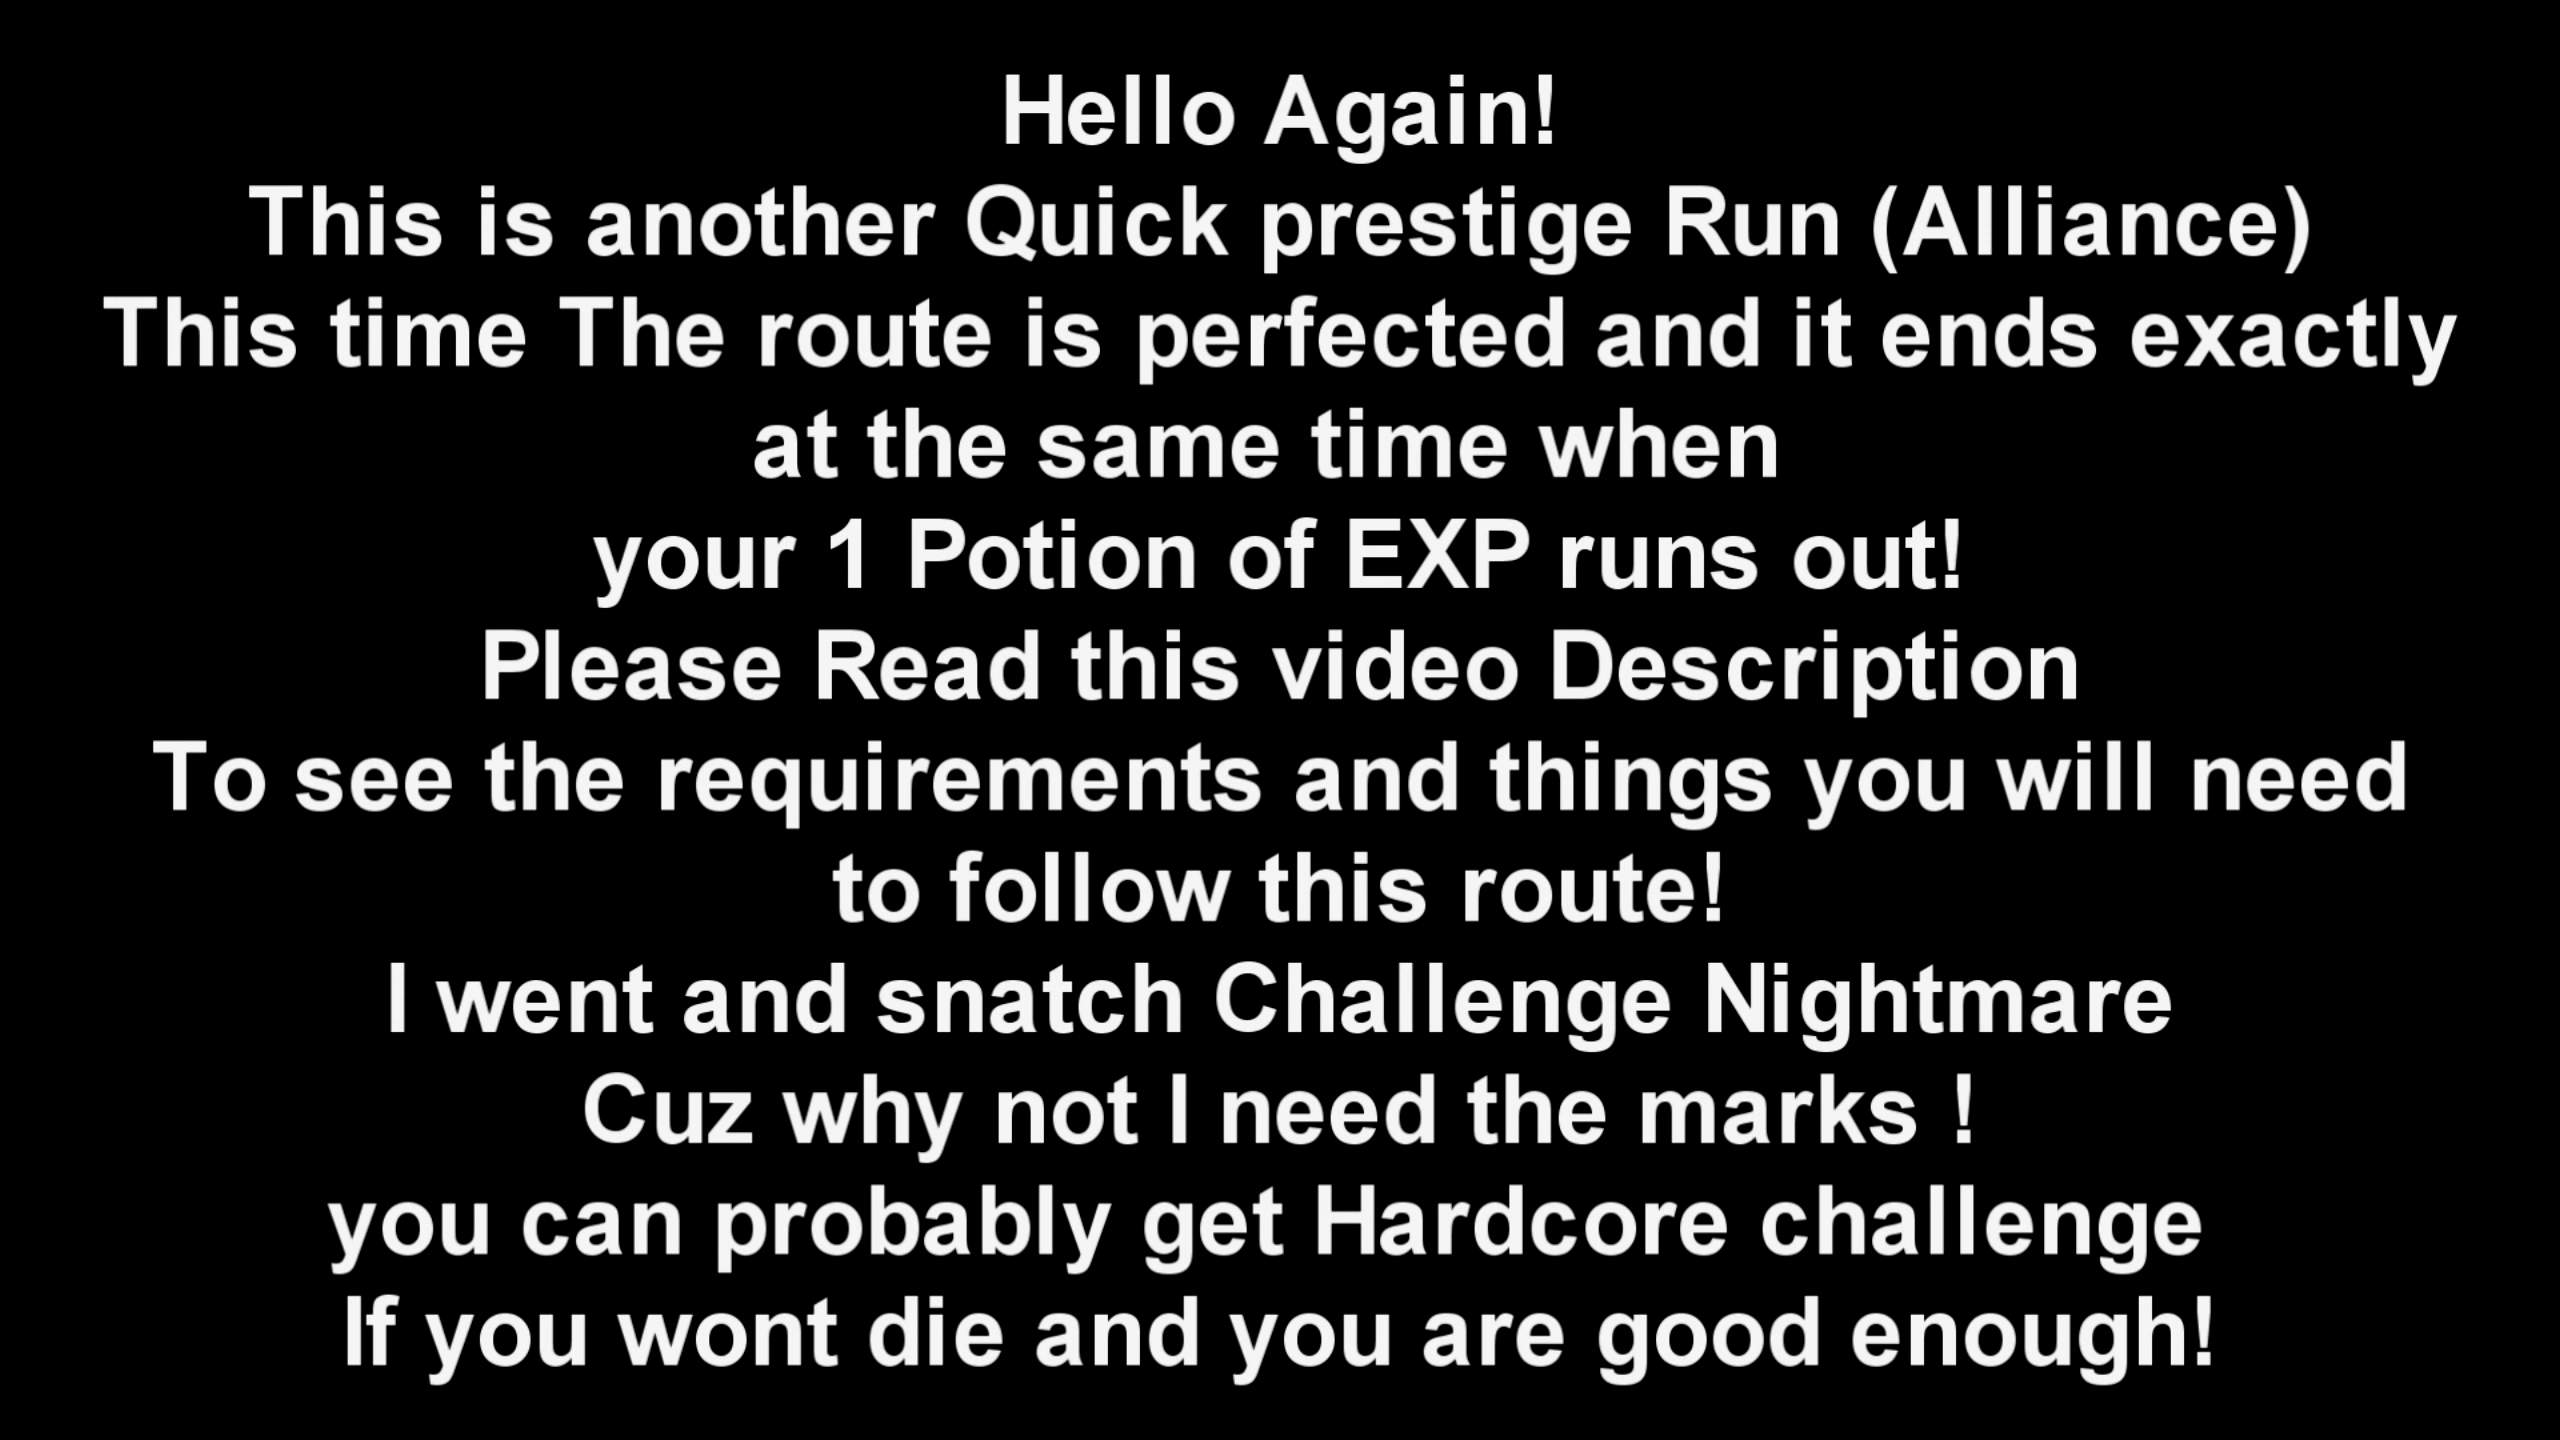 Hello Again!
This is another Quick prestige Run (Alliance)
This time The route is perfected and it ends exactly
at the same time when
your 1 Potion of EXP runs out!
Please Read this video Description
To see the requirements and things you will need
to follow this route!
I went and snatch Challenge Nightmare
Cuz why not I need the marks !
you can probably get Hardcore challenge
If you wont die and you are good enough!